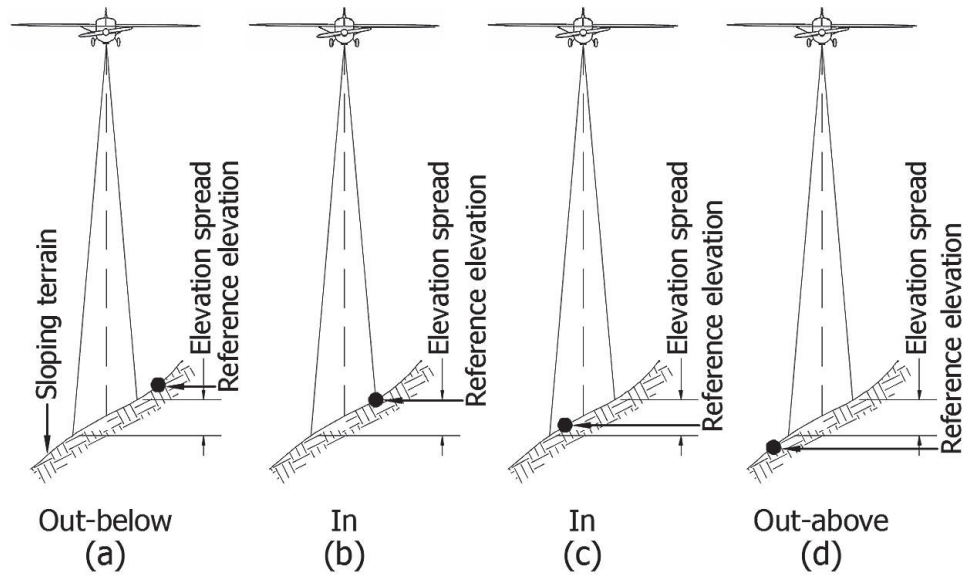 Sloping terrain
Elevation spread
Reference elevation
Out-below
(a)
Elevation spread
Reference elevation
In
(b)
Elevation spread
Reference elevation
In
(c)
Elevation spread
Reference elevation
Out-above
(d)